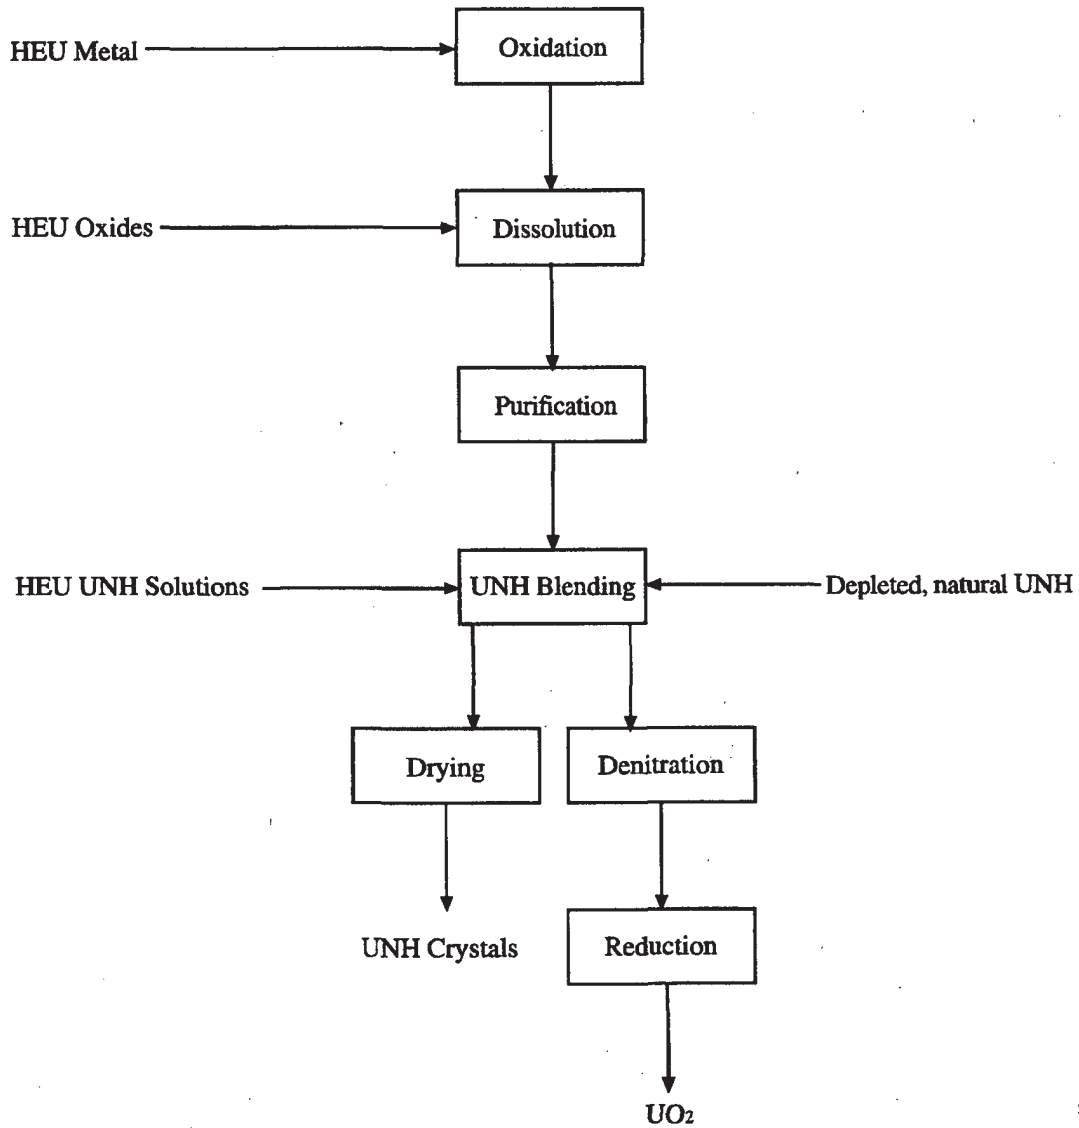 HEU Metal
Oxidation
HEU Oxides
Dissolution
Purification
HEU UNH Solutions
UNH Blending
Depleted, natural UNH
Drying
Denitration
UNH Crystals
Reduction
UO₂